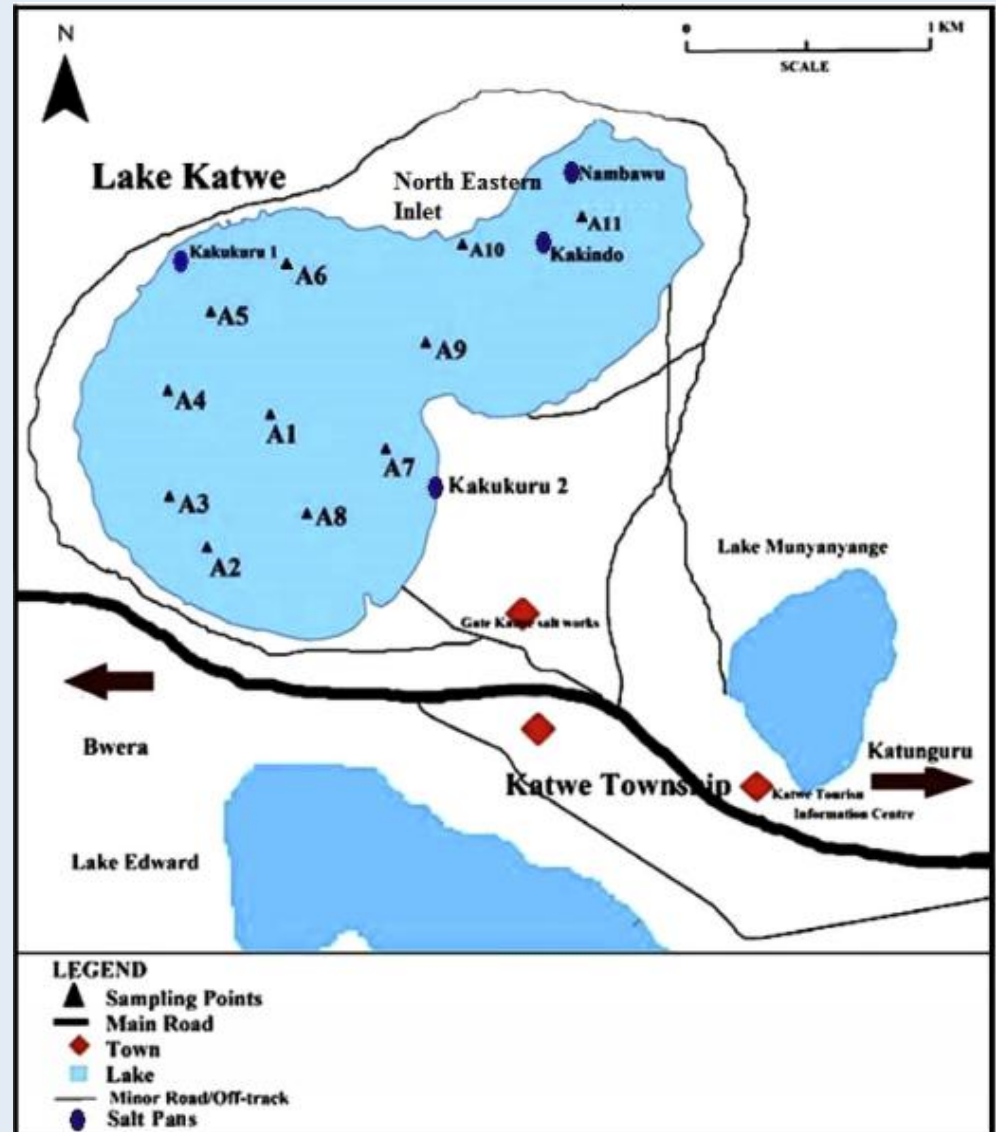 N
0 1 KM
SCALE
Lake Katwe
North Eastern
Inlet
Nambawu
A11
A10
Kakindo
Kakukuru 1
A6
A5
A9
A4
A1
A7
Kakukuru 2
A3
A8
A2
Lake Munyanyange
Gate Katwe salt works
Bwera
Katunguru
Katwe Township
Katwe Tourism
Information Centre
Lake Edward
LEGEND
Sampling Points
Main Road
Town
Lake
Minor Road/Off-track
Salt Pans